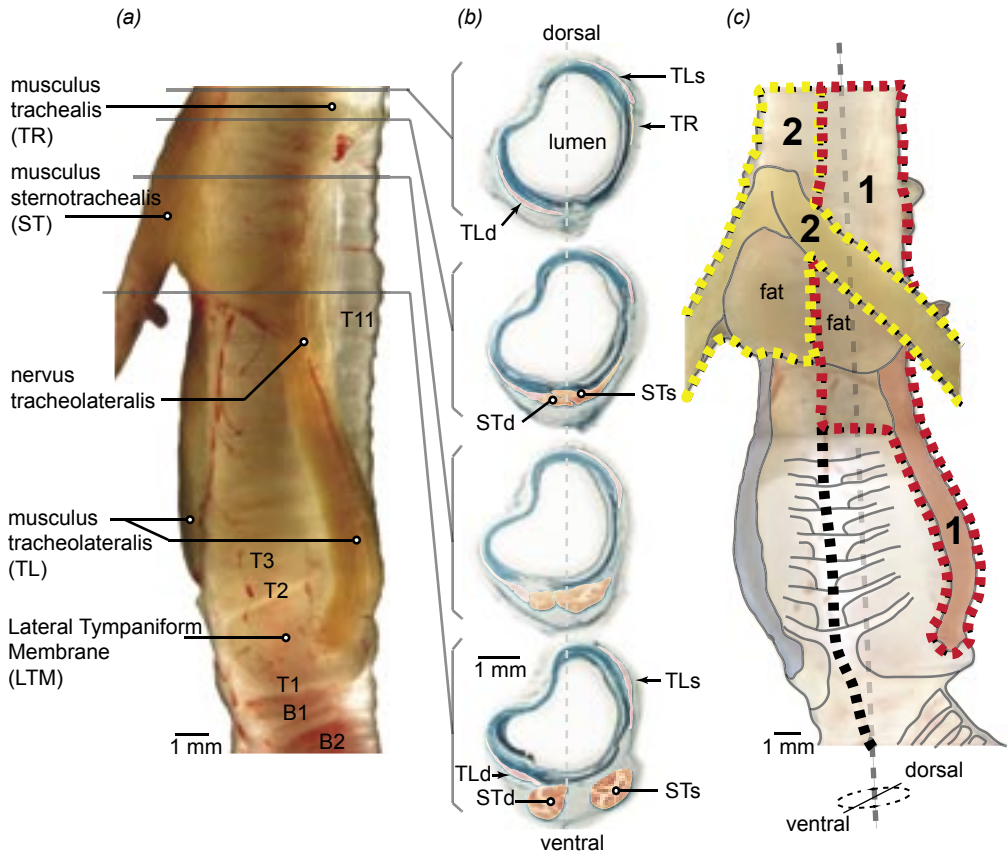 (a)
(b)
(c)
musculus
trachealis
(TR)
musculus
sternotrachealis
(ST)
nervus
tracheolateralis
musculus
tracheolateralis
(TL)
Lateral Tympaniform
Membrane
(LTM)
T11
T3
T2
T1
B1
B2
1 mm
dorsal
TLs
TR
lumen
TLd
STs
STd
1 mm
TLs
TLd
STd
STs
ventral
2
1
2
fat
fat
1
1 mm
dorsal
ventral